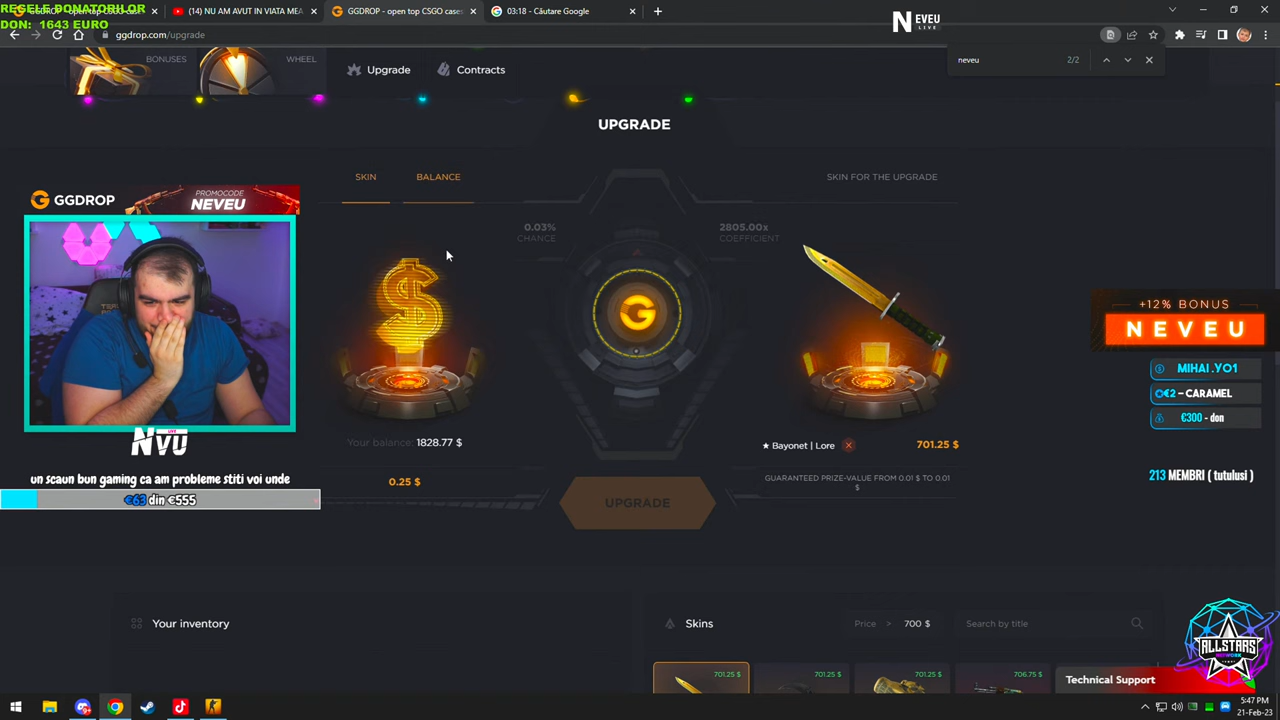 REGELE DONATORILOR
DON: 1643 EURO
(14) NU AM AVUT IN VIATA MEA
GGDROP - open top CSGO cases
03:18 - Căutare Google
ggdrop.com/upgrade
NEVEU
LIVE
neveu
2/2
BONUSES
WHEEL
Upgrade
Contracts
UPGRADE
SKIN
BALANCE
SKIN FOR THE UPGRADE
0.03%
CHANCE
2805.00x
COEFFICIENT
GGDROP
PROMOCODE
NEVEU
Your balance: 1828.77 $
0.25 $
★ Bayonet | Lore
701.25 $
GUARANTEED PRIZE-VALUE FROM 0.01 $ TO 0.01
$
UPGRADE
NVU
LIVE
un scaun bun gaming ca am probleme stiti voi unde
€63 din €555
+12% BONUS
NEVEU
MIHAI.YO1
€2 - CARAMEL
€300 - don
213 MEMBRI ( tutulusi )
Your inventory
Skins
Price > 700 $
Search by title
701.25 $
701.25 $
701.25 $
706.75 $
Technical Support
ALLSTARS
NETWORK
5:47 PM
21-Feb-23